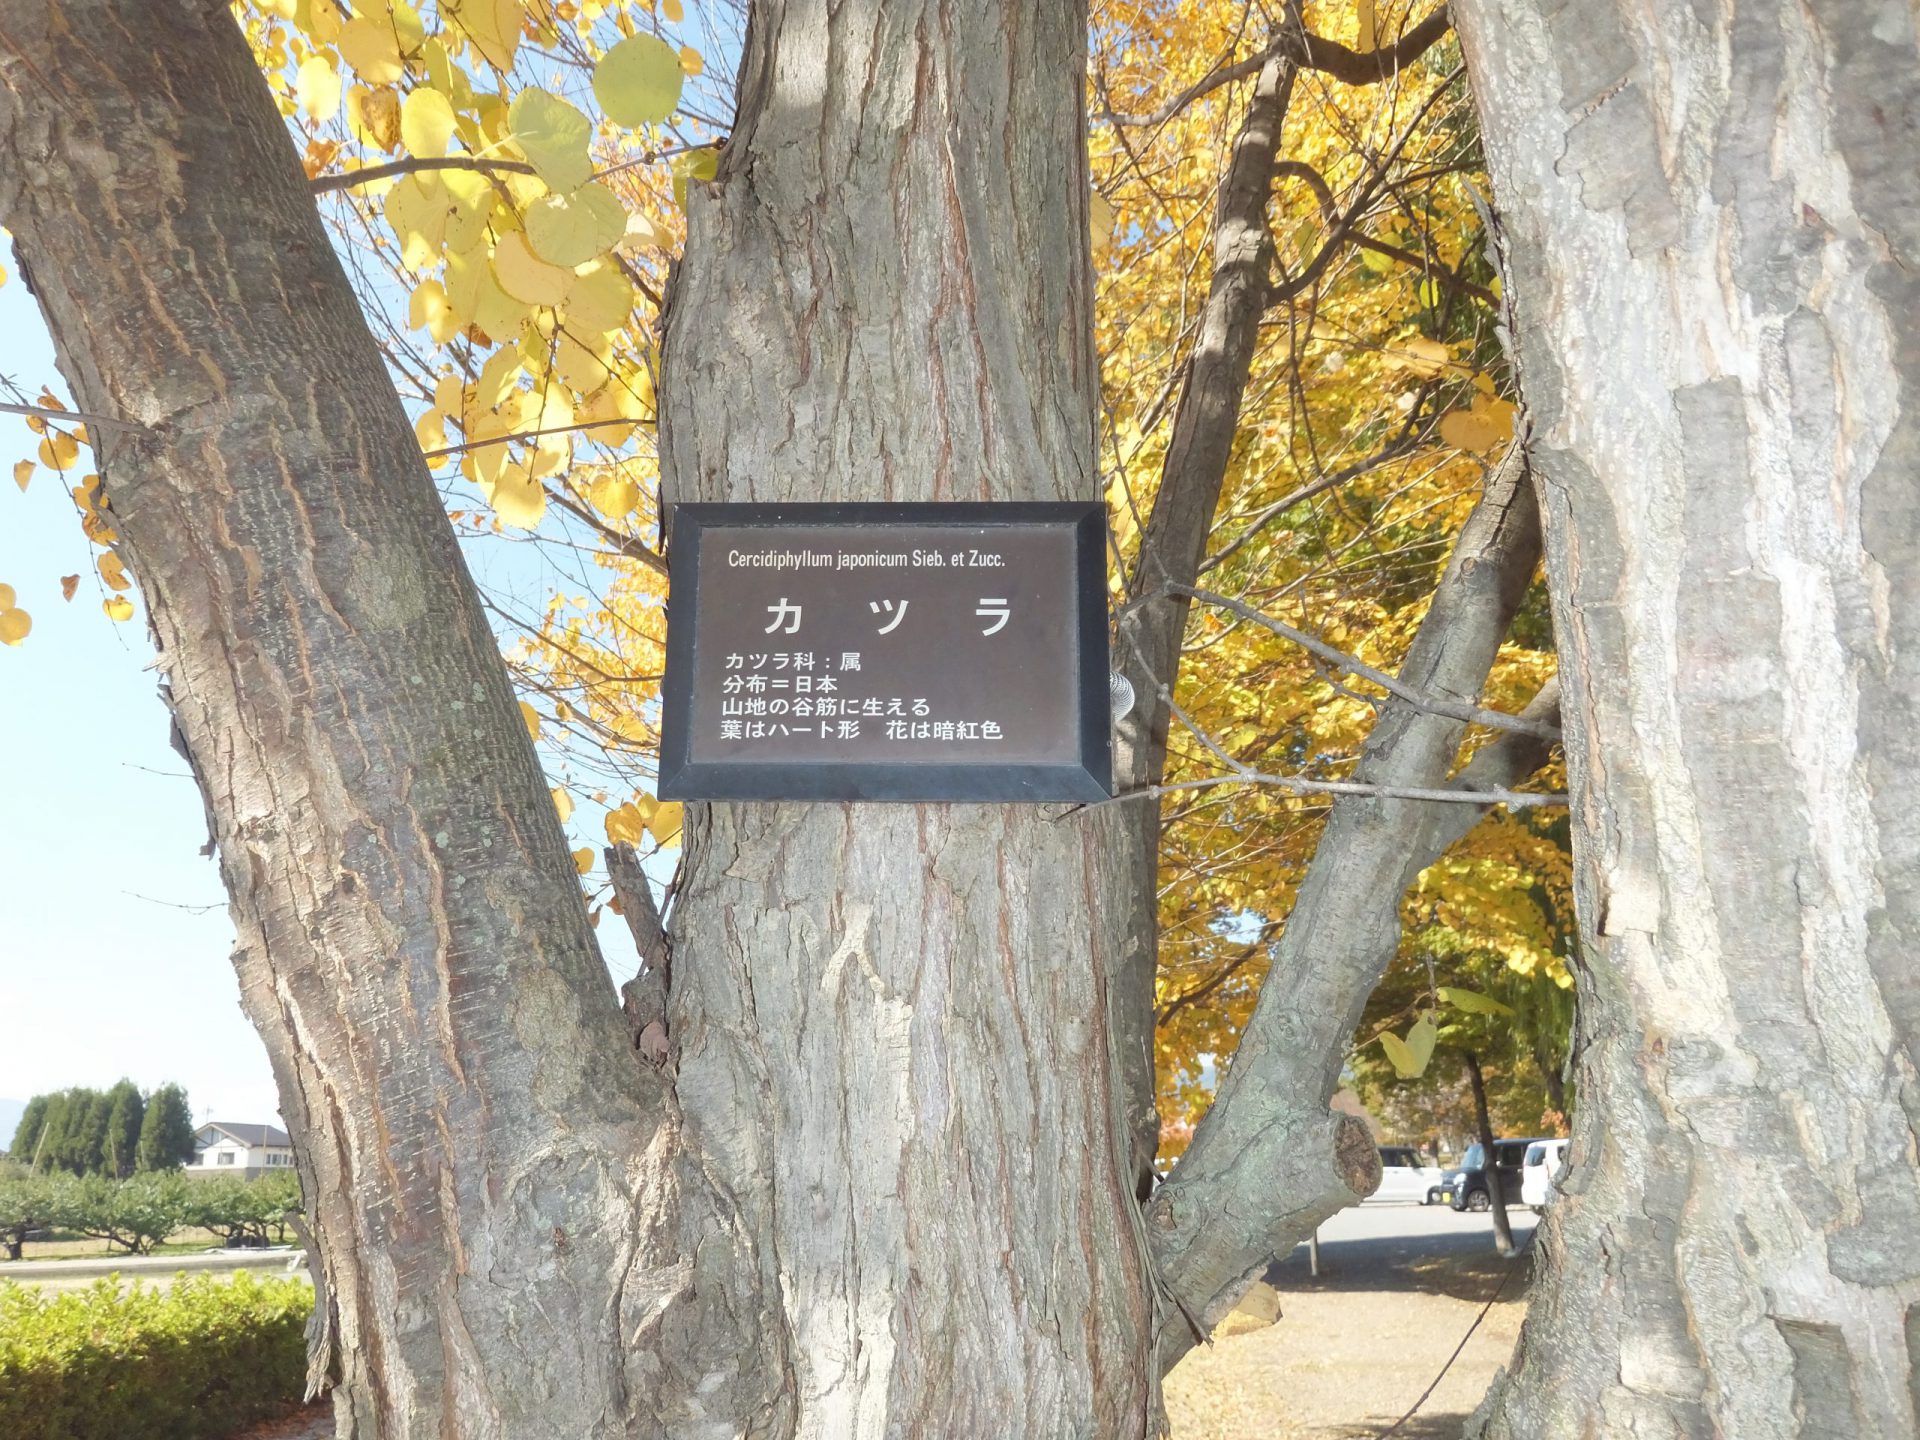 Cercidiphyllum japonicum Sieb. et Zucc.
カツラ
カツラ科：属
分布＝日本
山地の谷筋に生える
葉はハート形　花は暗紅色